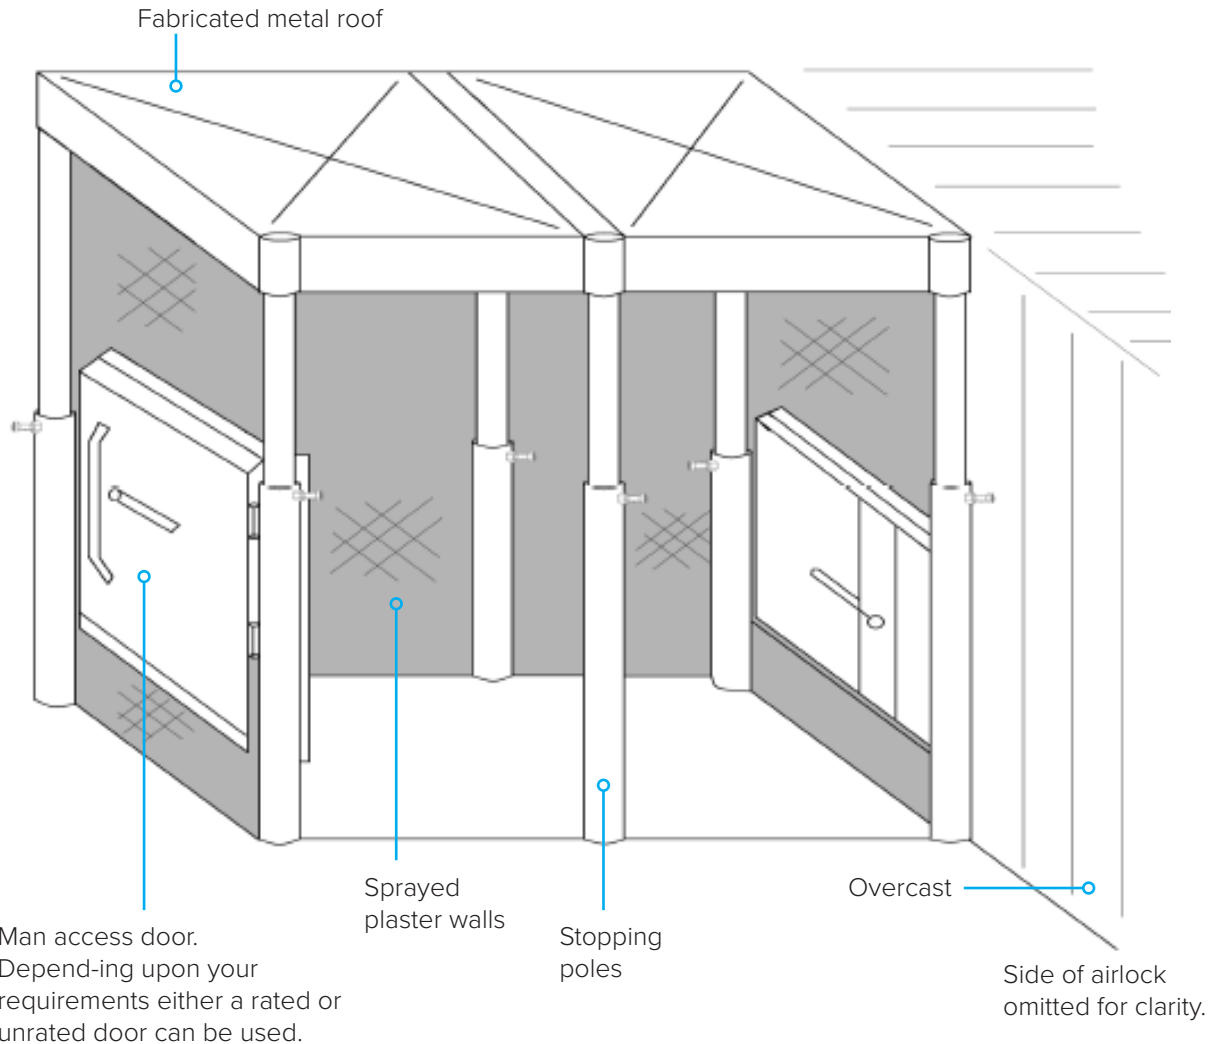 Fabricated metal roof
Sprayed
plaster walls
Overcast
Stopping
poles
Man access door.
Depend-ing upon your
requirements either a rated or
unrated door can be used.
Side of airlock
omitted for clarity.